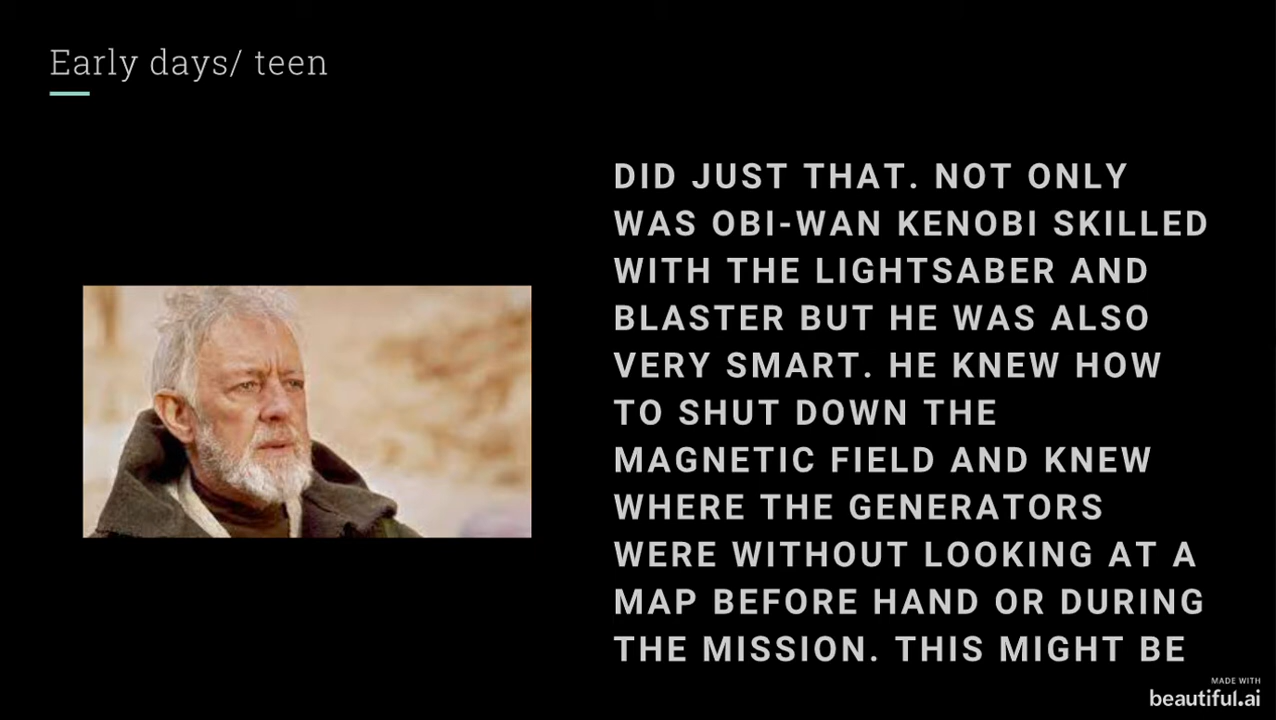 Early days/ teen
DID JUST THAT. NOT ONLY
WAS OBI-WAN KENOBI SKILLED
WITH THE LIGHTSABER AND
BLASTER BUT HE WAS ALSO
VERY SMART. HE KNEW HOW
TO SHUT DOWN THE
MAGNETIC FIELD AND KNEW
WHERE THE GENERATORS
WERE WITHOUT LOOKING AT A
MAP BEFORE HAND OR DURING
THE MISSION. THIS MIGHT BE
MADE WITH
beautiful.ai